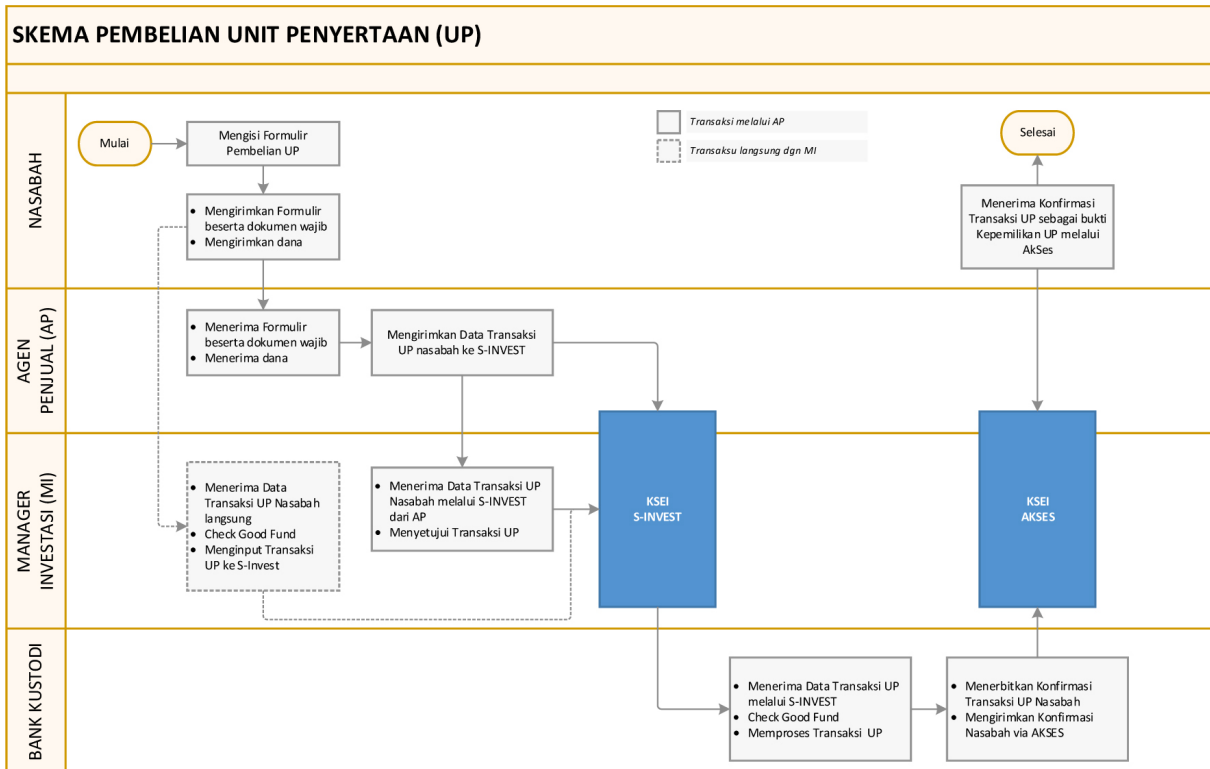 SKEMA PEMBELIAN UNIT PENYERTAAN (UP)
NASABAH
Mulai
Mengisi Formulir
Pembelian UP
Transaksi melalui AP
Transaksu langsung dgn MI
Selesai
• Mengirimkan Formulir
beserta dokumen wajib
• Mengirimkan dana
Menerima Konfirmasi
Transaksi UP sebagai bukti
Kepemilikan UP melalui
AkSes
AGEN
PENJUAL (AP)
• Menerima Formulir
beserta dokumen wajib
• Menerima dana
Mengirimkan Data Transaksi
UP nasabah ke S-INVEST
MANAGER
INVESTASI (MI)
• Menerima Data
Transaksi UP Nasabah
langsung
• Check Good Fund
• Menginput Transaksi
UP ke S-Invest
• Menerima Data Transaksi UP
Nasabah melalui S-INVEST
dari AP
• Menyetujui Transaksi UP
KSEI
S-INVEST
KSEI
AKSES
BANK KUSTODI
• Menerima Data Transaksi UP
melalui S-INVEST
• Check Good Fund
• Memproses Transaksi UP
• Menerbitkan Konfirmasi
Transaksi UP Nasabah
• Mengirimkan Konfirmasi
Nasabah via AKSES